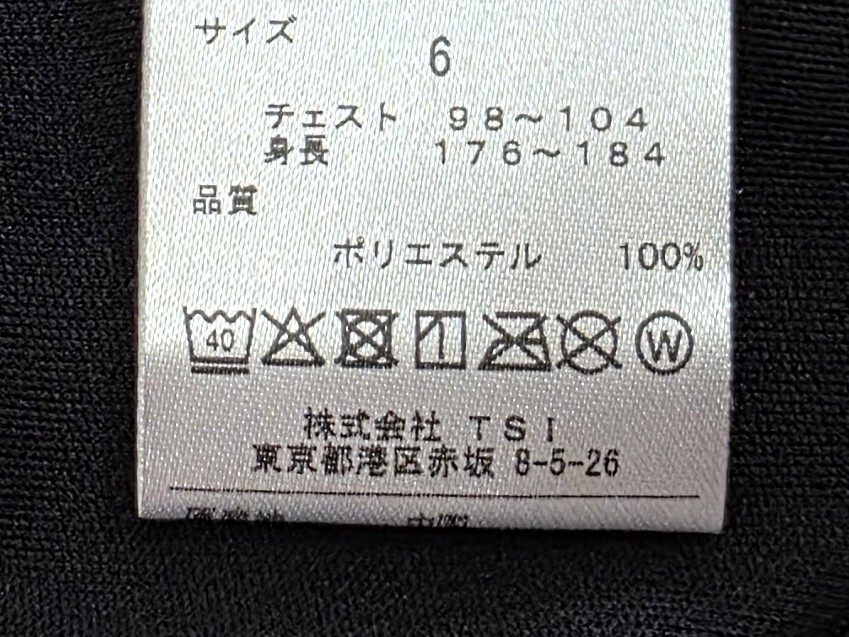 サイズ
6
チェスト 98～104
身長 176～184
品質
ポリエステル 100%
40
W
株式会社 TSI
東京都港区赤坂 8-5-26